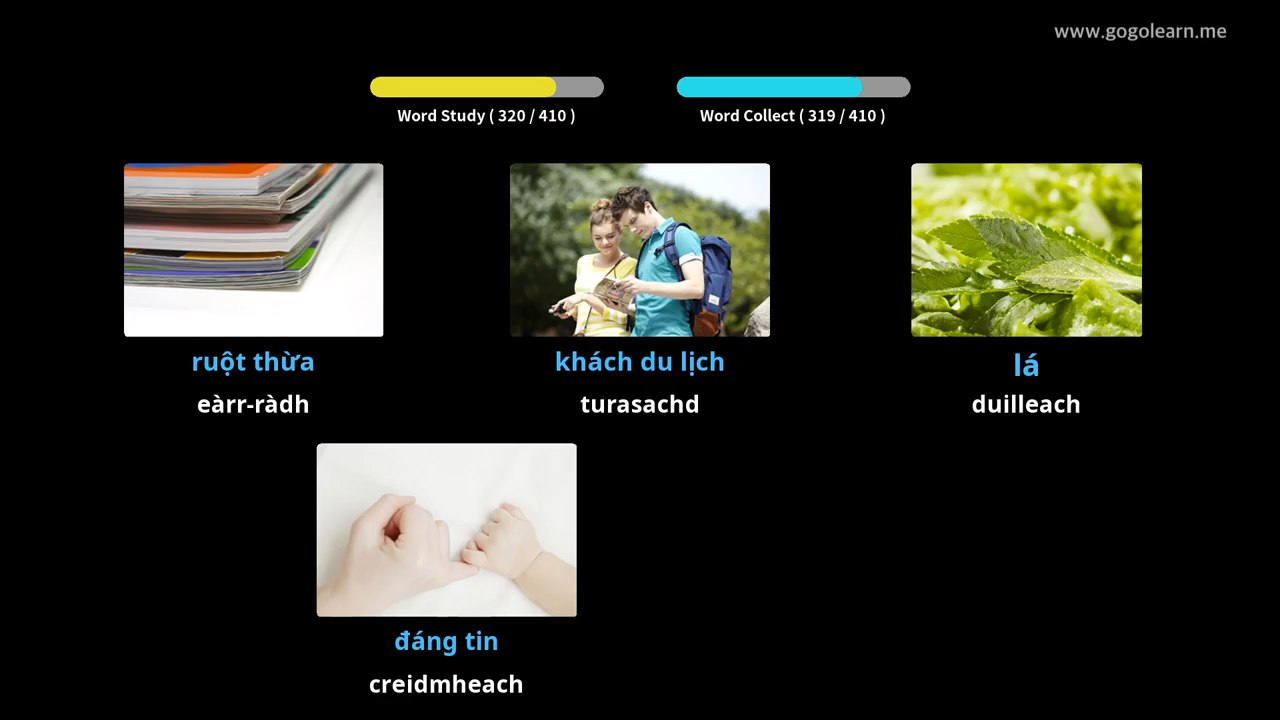 www.gogolearn.me
Word Study ( 320 / 410 )
Word Collect ( 319 / 410 )
ruột thừa
eàrr-ràdh
khách du lịch
turasachd
lá
duilleach
đáng tin
creidmheach